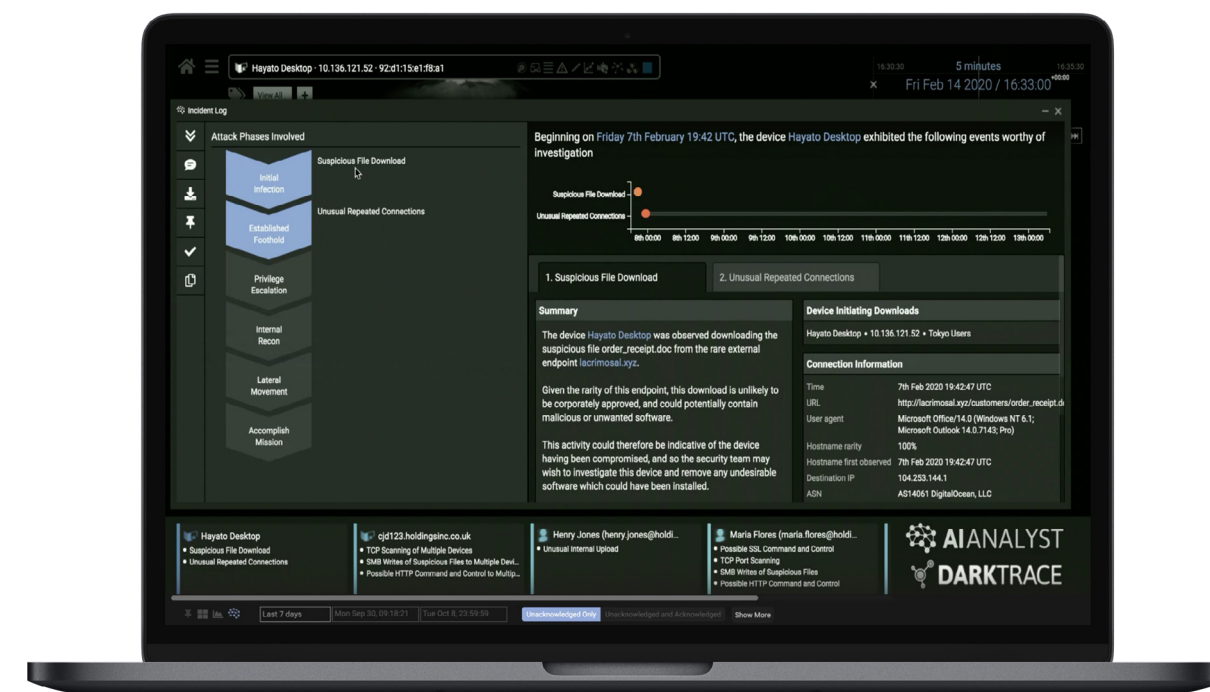 Hayato Desktop · 10.136.121.52 · 92:d1:15:e1:f8:a1
16:30:30
5 minutes
16:35:30
Fri Feb 14 2020 / 16:33:00 +00:00
View All
Incident Log
Attack Phases Involved
Initial
Infection
Suspicious File Download
Established
Foothold
Unusual Repeated Connections
Privilege
Escalation
Internal
Recon
Lateral
Movement
Accomplish
Mission
Beginning on Friday 7th February 19:42 UTC, the device Hayato Desktop exhibited the following events worthy of
investigation
Suspicious File Download
Unusual Repeated Connections
8th 00:00 8th 12:00 9th 00:00 9th 12:00 10th 00:00 10th 12:00 11th 00:00 11th 12:00 12th 00:00 12th 12:00 13th 00:00
1. Suspicious File Download
2. Unusual Repeated Connections
Summary
The device Hayato Desktop was observed downloading the
suspicious file order_receipt.doc from the rare external
endpoint lacrimosal.xyz.
Given the rarity of this endpoint, this download is unlikely to
be corporately approved, and could potentially contain
malicious or unwanted software.
This activity could therefore be indicative of the device
having been compromised, and so the security team may
wish to investigate this device and remove any undesirable
software which could have been installed.
Device Initiating Downloads
Hayato Desktop • 10.136.121.52 • Tokyo Users
Connection Information
Time 7th Feb 2020 19:42:47 UTC
URL http://lacrimosal.xyz/customers/order_receipt.d
User agent Microsoft Office/14.0 (Windows NT 6.1;
Microsoft Outlook 14.0.7143; Pro)
Hostname rarity 100%
Hostname first observed 7th Feb 2020 19:42:47 UTC
Destination IP 104.253.144.1
ASN AS14061 DigitalOcean, LLC
Hayato Desktop
• Suspicious File Download
• Unusual Repeated Connections
cjd123.holdingsinc.co.uk
• TCP Scanning of Multiple Devices
• SMB Writes of Suspicious Files to Multiple Devi...
• Possible HTTP Command and Control to Multip...
Henry Jones (henry.jones@holdi...
• Unusual Internal Upload
Maria Flores (maria.flores@holdi...
• Possible SSL Command and Control
• TCP Port Scanning
• SMB Writes of Suspicious Files
• Possible HTTP Command and Control
AI ANALYST
DARKTRACE
Last 7 days
Mon Sep 30, 09:18:21
Tue Oct 8, 23:59:59
Unacknowledged Only
Unacknowledged and Acknowledged
Show More